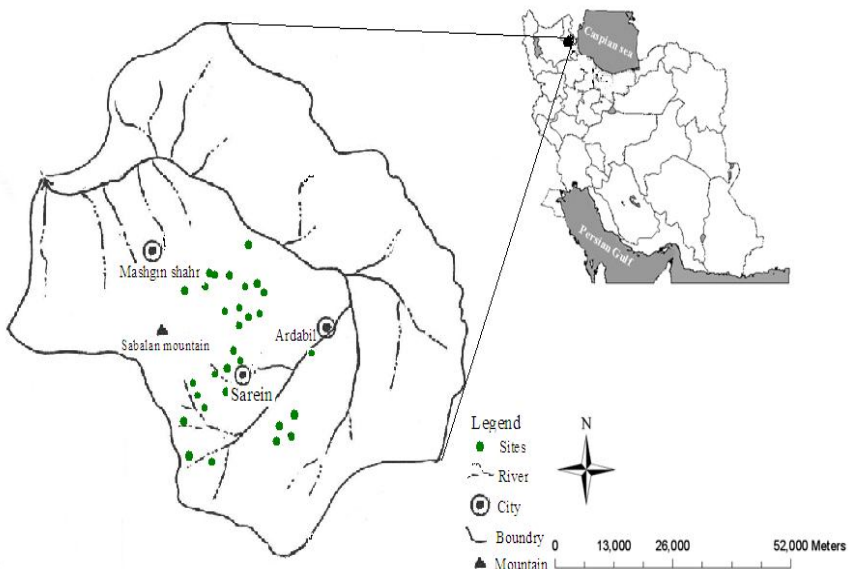 Caspian sea
Persian Gulf
Mashgin shahr
Sabalan mountain
Ardabil
Sarein
Legend
Sites
River
City
Boundry
Mountain
N
0 13,000 26,000 52,000 Meters